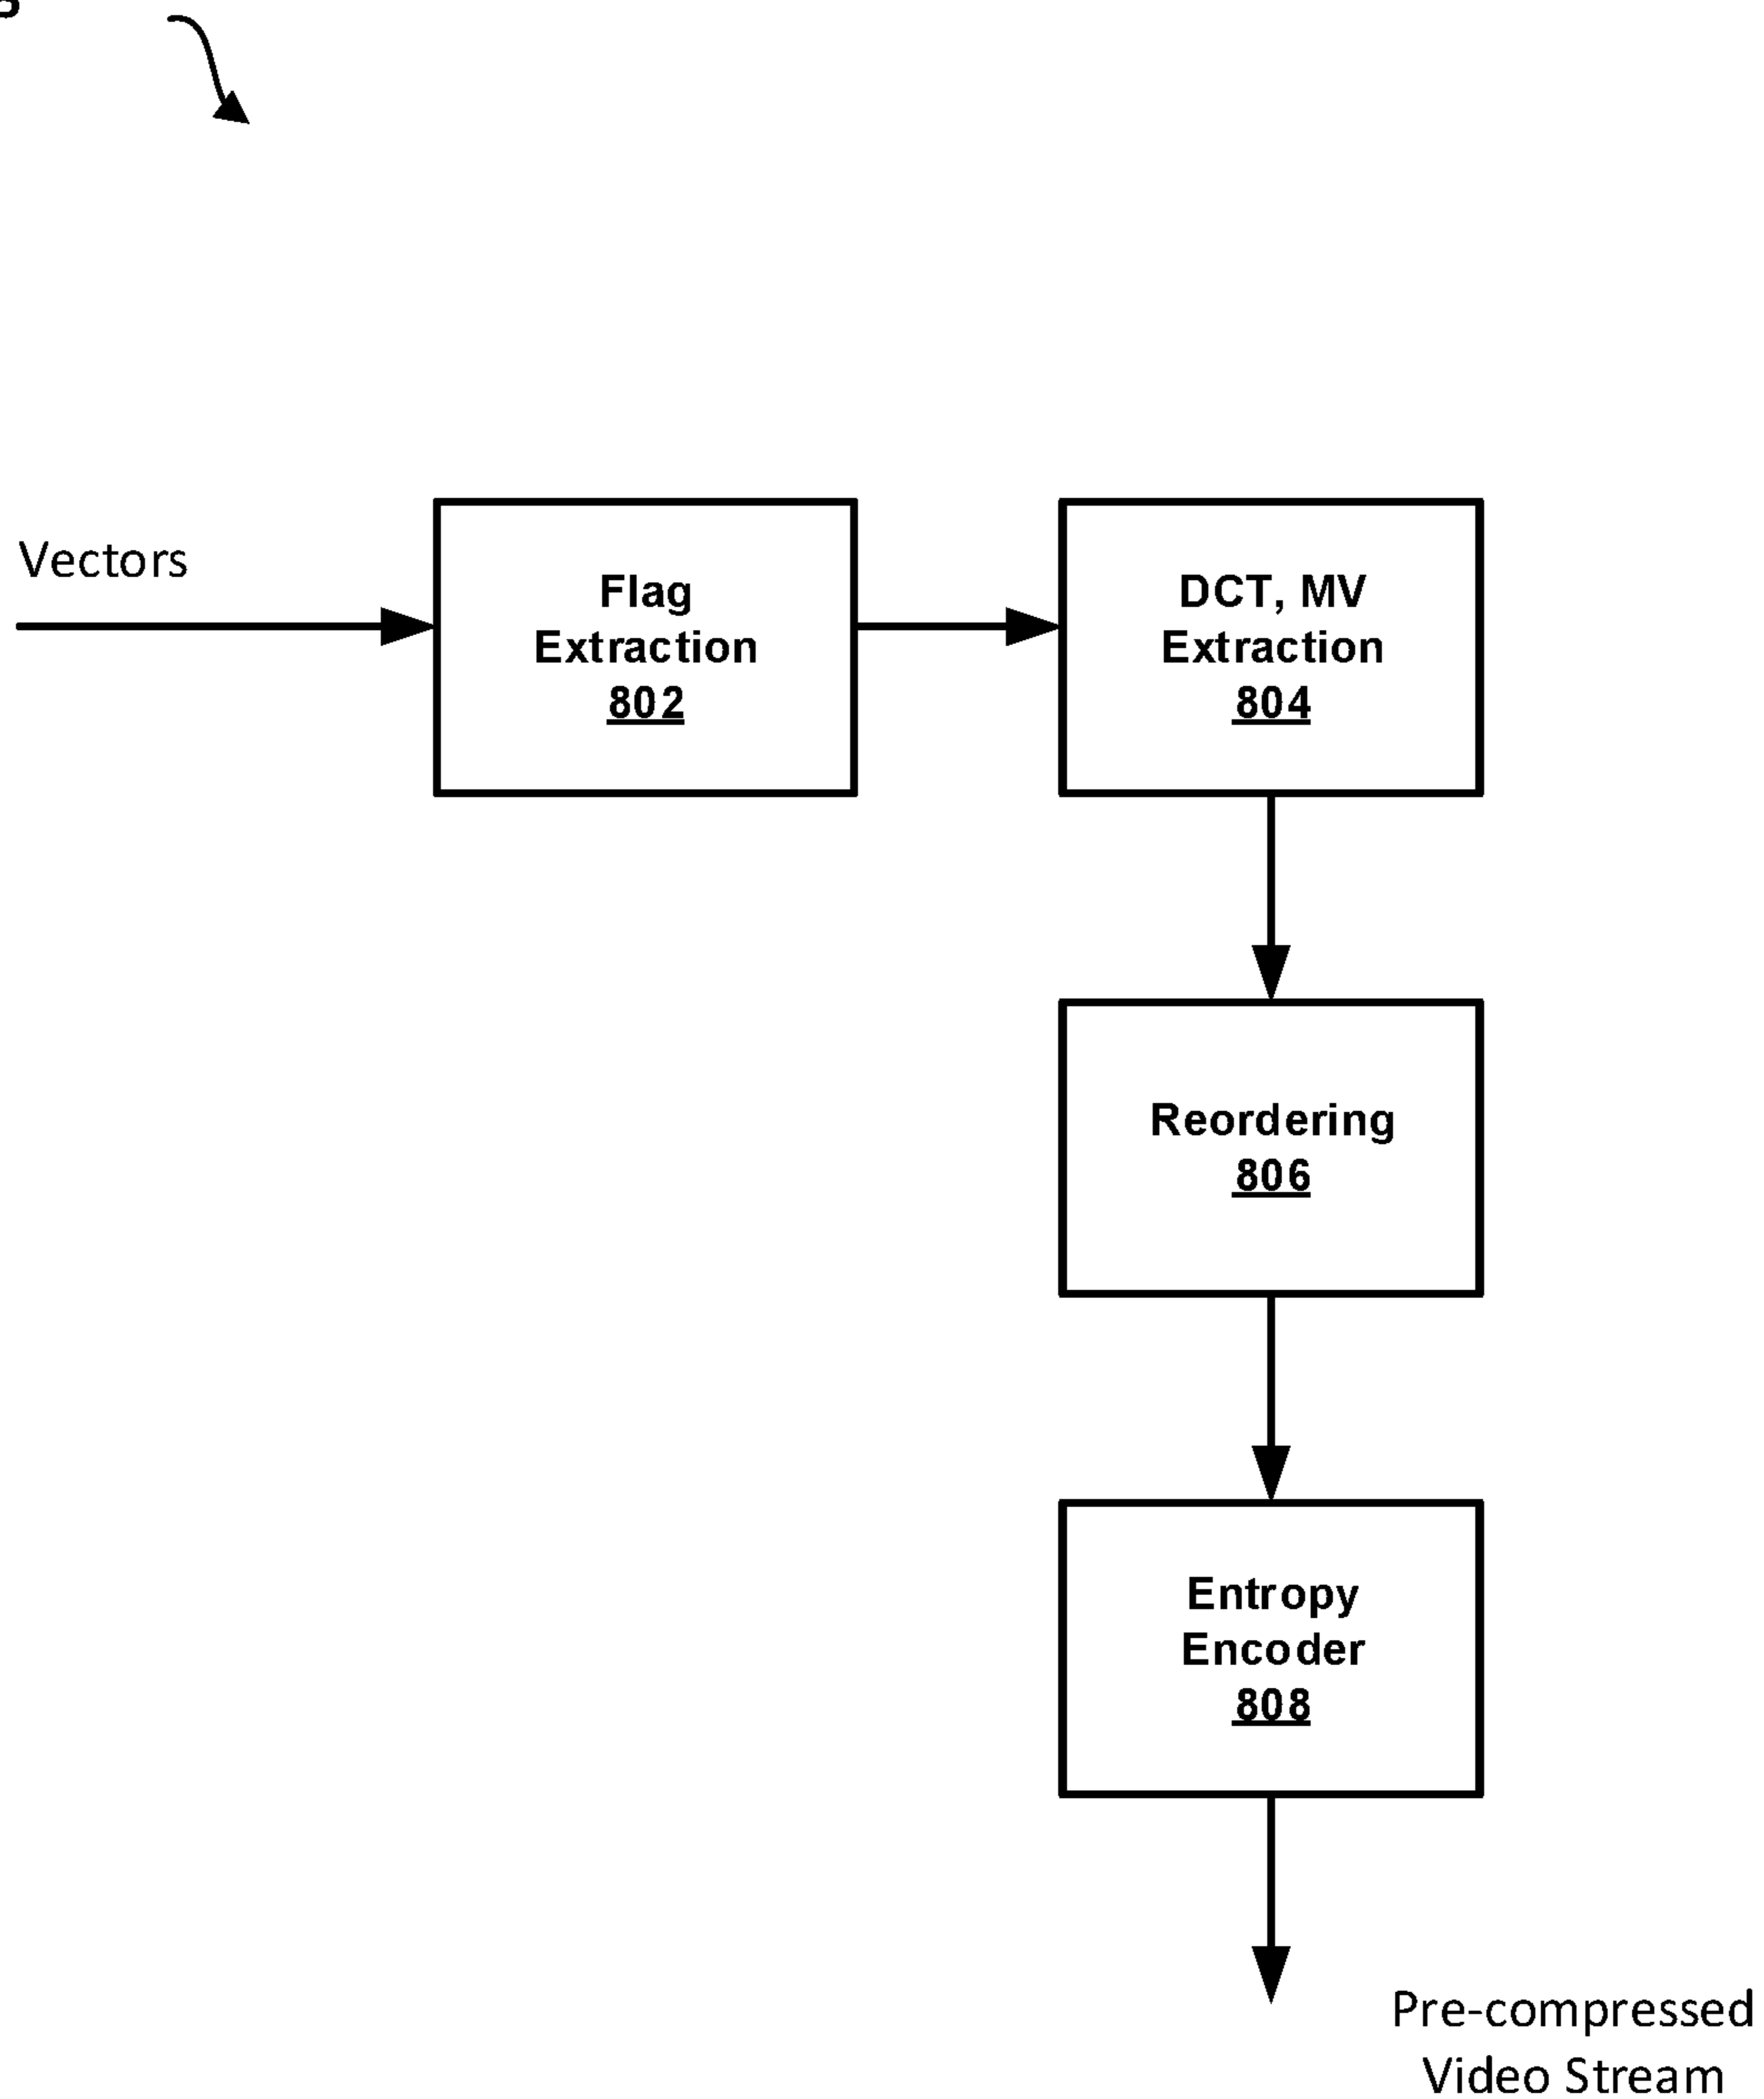 Vectors
Flag
Extraction
802
DCT, MV
Extraction
804
Reordering
806
Entropy
Encoder
808
Pre-compressed
Video Stream